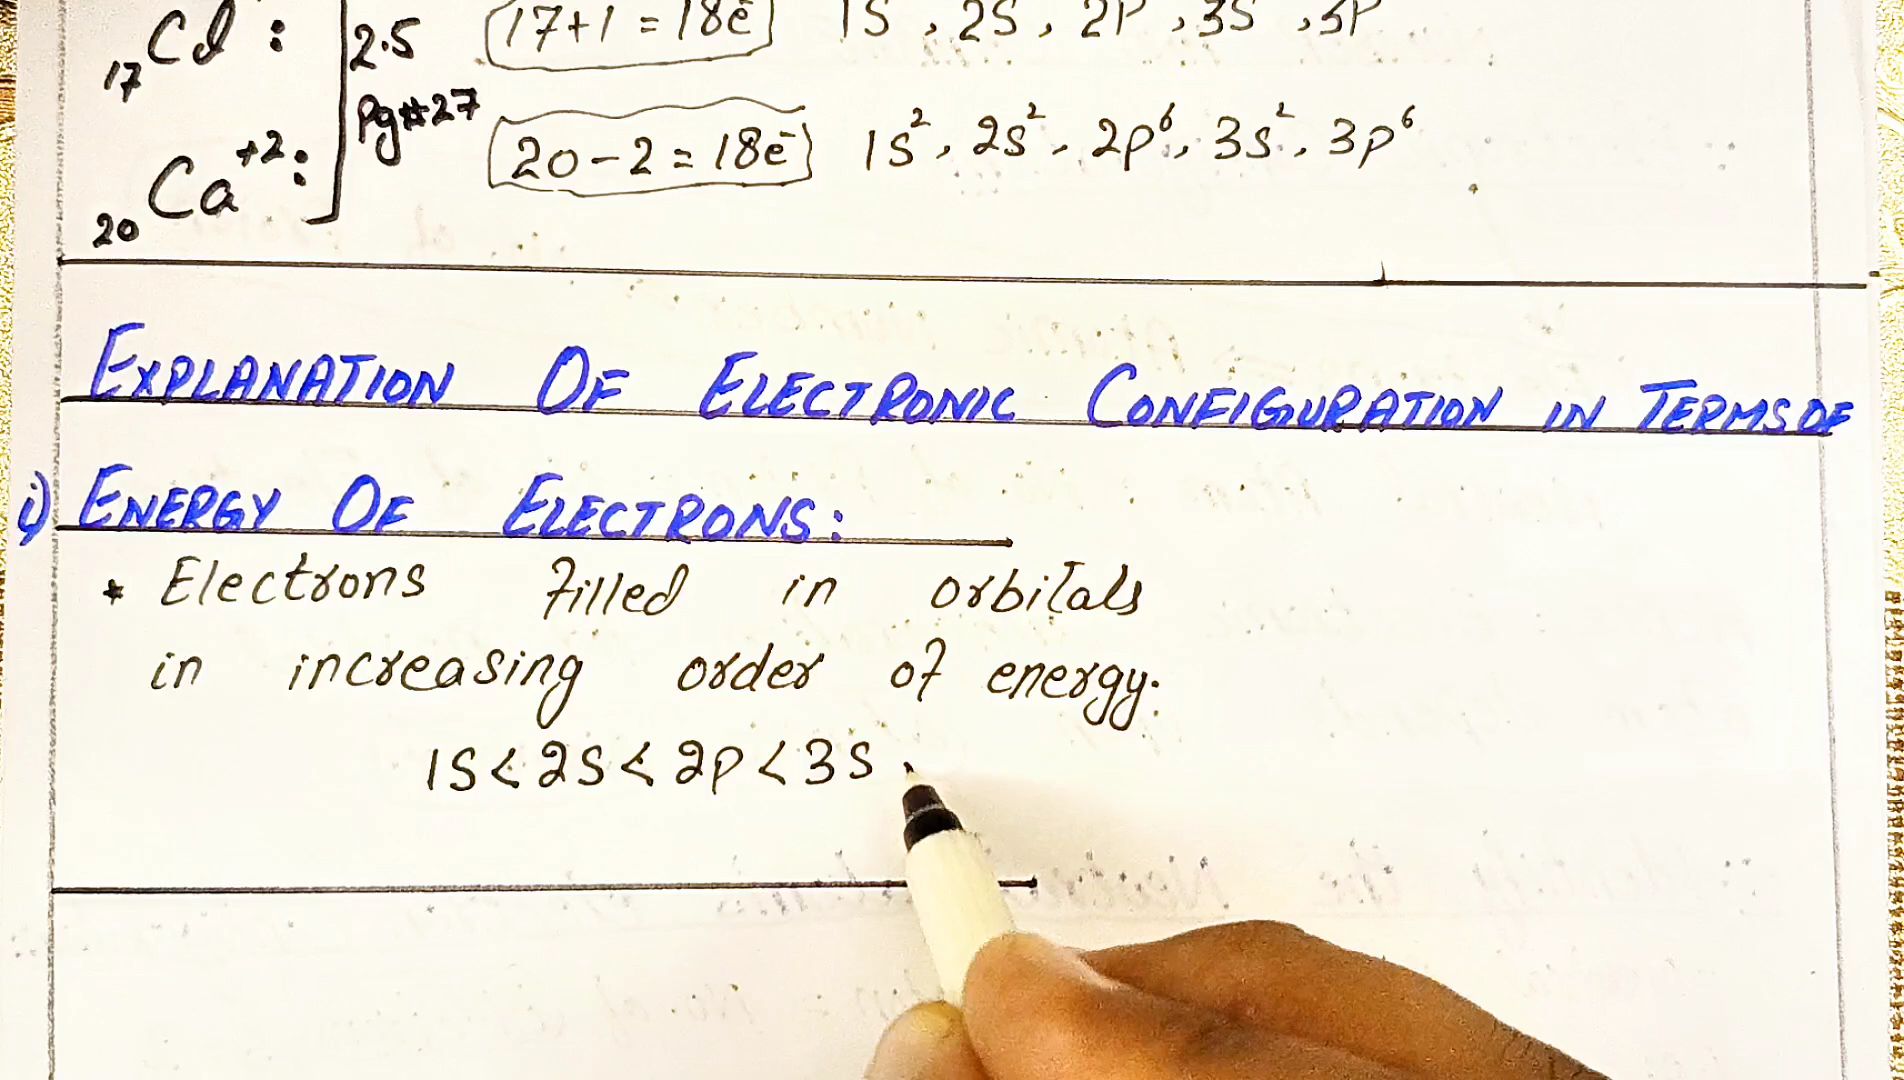 17Cl : 2.5 17+1 = 18e⁻ 1S , 2S , 2P , 3S , 3P
Pg#27
20Ca⁺²: 20-2 = 18e⁻ 1s², 2s², 2p⁶, 3s², 3p⁶
EXPLANATION OF ELECTRONIC CONFIGURATION IN TERMS OF
i) ENERGY OF ELECTRONS:
* Electrons filled in orbitals
in increasing order of energy.
1S < 2S < 2p < 3S